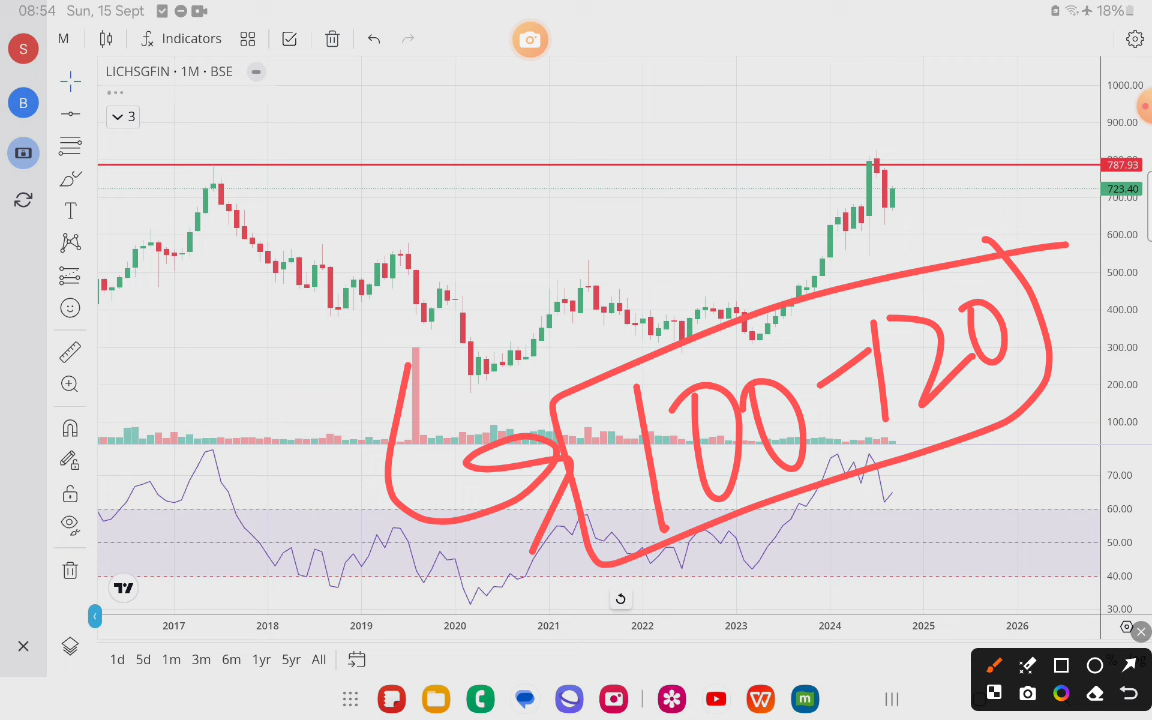 08:54 Sun, 15 Sept
18%
S
M
Indicators
B
LICHSGFIN · 1M · BSE
3
T
1000.00
900.00
787.93
723.40
700.00
600.00
500.00
400.00
300.00
200.00
100.00
100-120
70.00
60.00
50.00
40.00
30.00
2017 2018 2019 2020 2021 2022 2023 2024 2025 2026
1d 5d 1m 3m 6m 1yr 5yr All
W
m